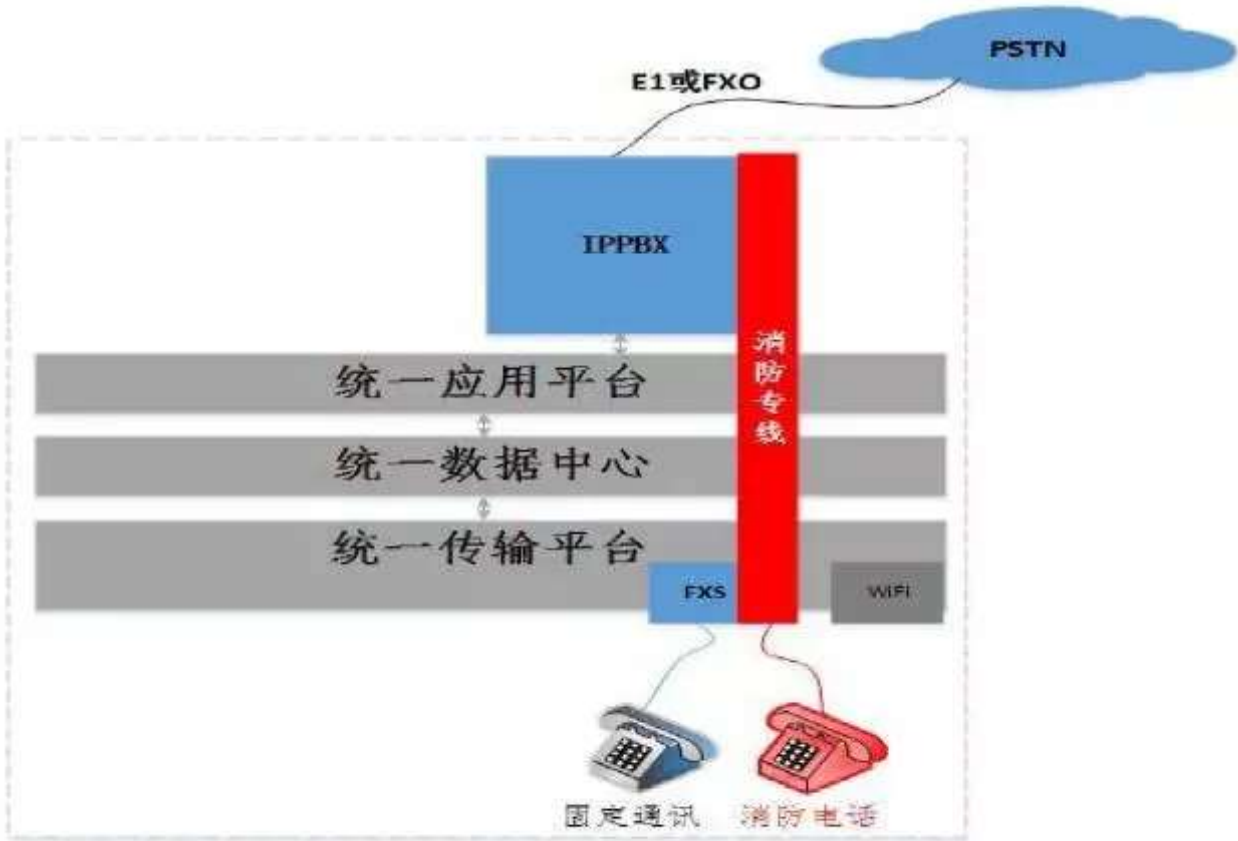 PSTN
E1或FXO
IPPBX
消防专线
统一应用平台
统一数据中心
统一传输平台
FXS
WIFI
固定通讯
消防电话